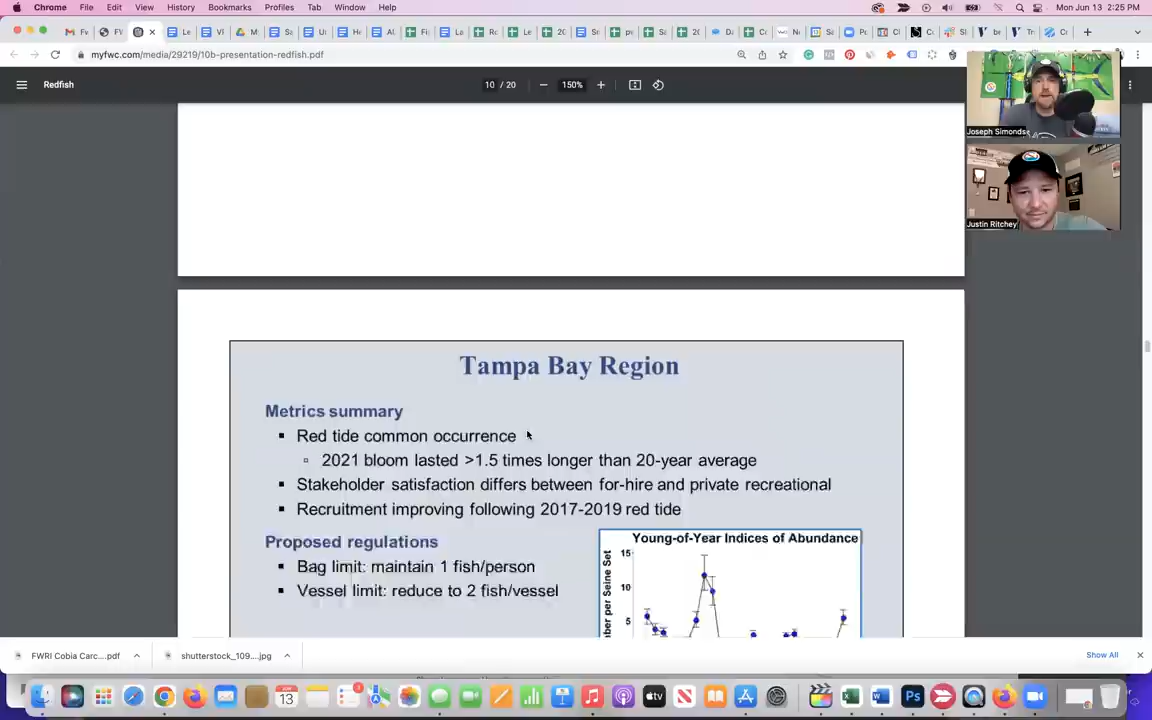 Chrome File Edit View History Bookmarks Profiles Tab Window Help Mon Jun 13 2:25 PM
myfwc.com/media/29219/10b-presentation-redfish.pdf
Redfish 10 / 20 150%
Joseph Simonds
Justin Ritchey
Tampa Bay Region
Metrics summary
Red tide common occurrence
2021 bloom lasted >1.5 times longer than 20-year average
Stakeholder satisfaction differs between for-hire and private recreational
Recruitment improving following 2017-2019 red tide
Proposed regulations
Bag limit: maintain 1 fish/person
Vessel limit: reduce to 2 fish/vessel
Young-of-Year Indices of Abundance
15
10
5
per Seine Set
FWRI Cobia Carc....pdf shutterstock_109....jpg Show All